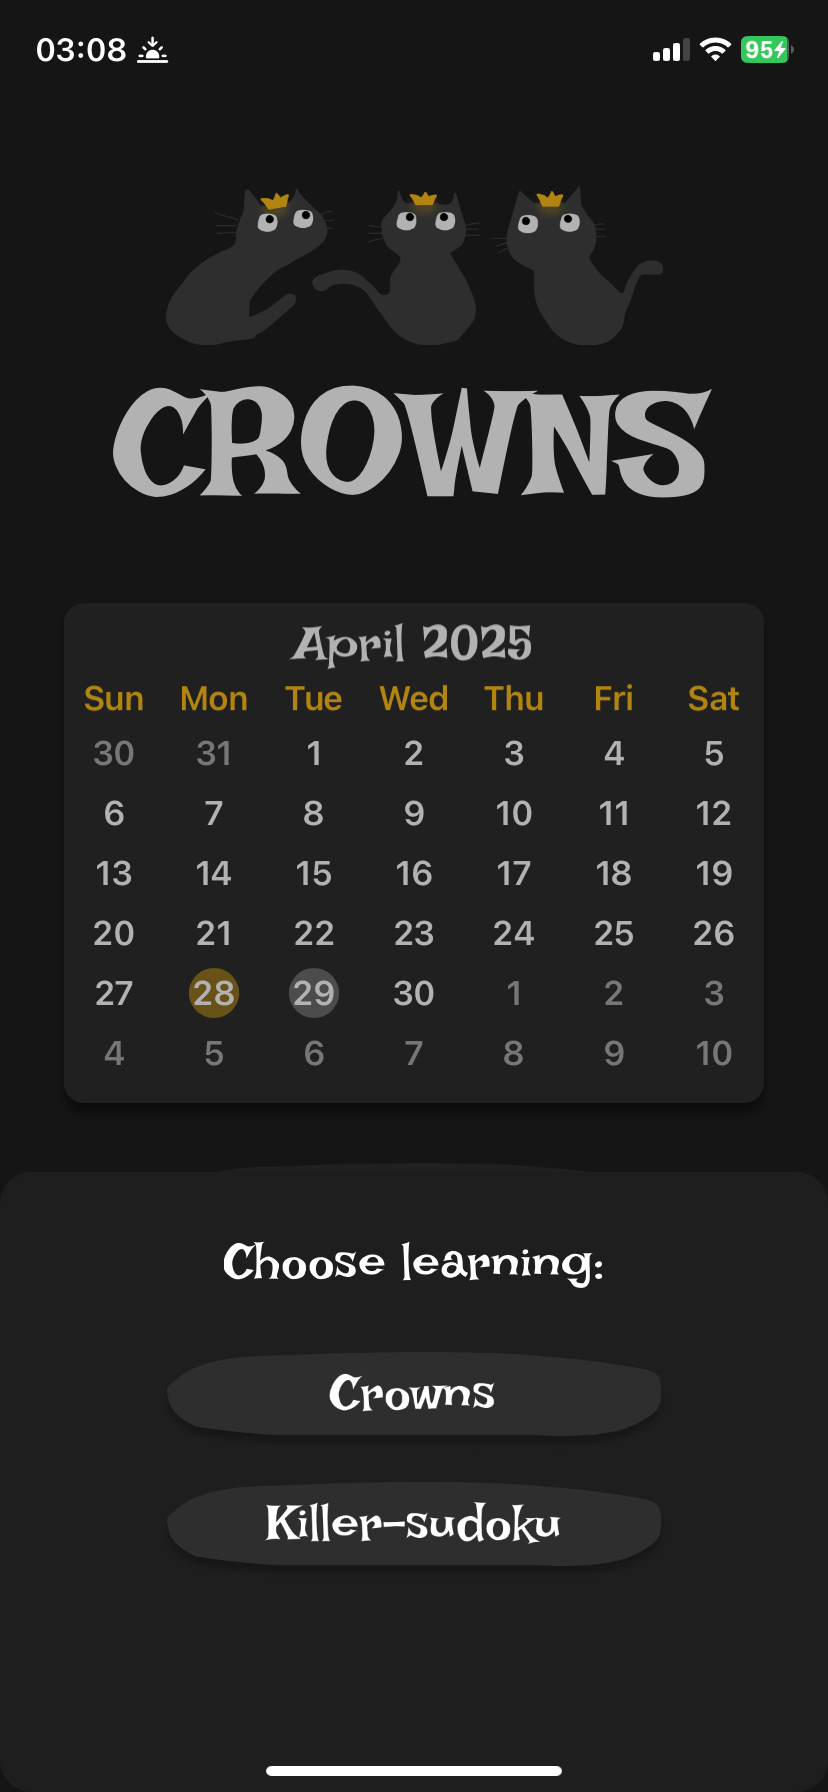 03:08 95
CROWNS
April 2025
Sun Mon Tue Wed Thu Fri Sat
30 31 1 2 3 4 5
6 7 8 9 10 11 12
13 14 15 16 17 18 19
20 21 22 23 24 25 26
27 28 29 30 1 2 3
4 5 6 7 8 9 10
Choose learning:
Crowns
Killer-sudoku